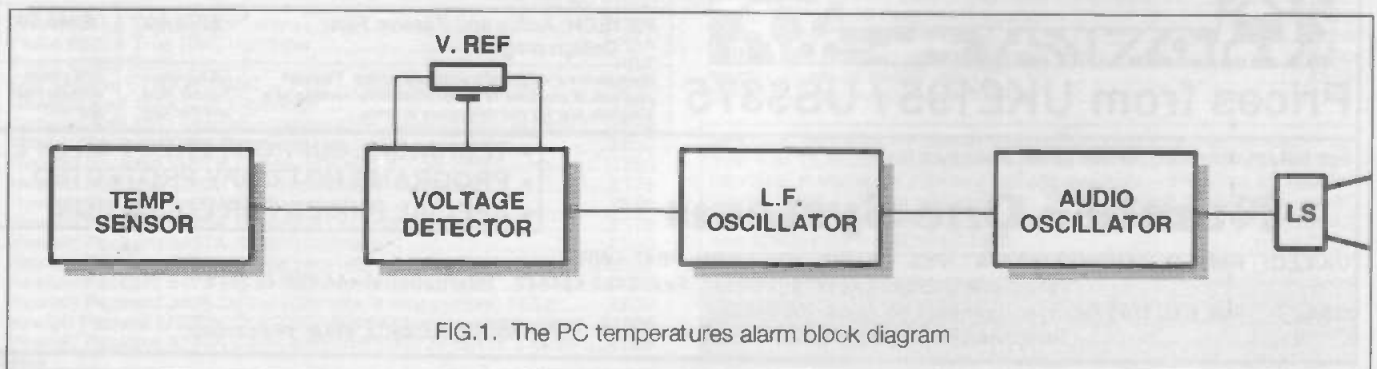 V. REF
TEMP.
SENSOR
VOLTAGE
DETECTOR
L.F.
OSCILLATOR
AUDIO
OSCILLATOR
LS
FIG.1. The PC temperatures alarm block diagram